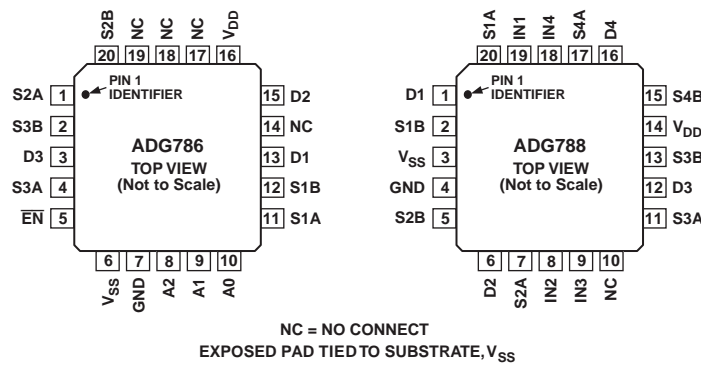 S2B NC NC NC VDD
20 19 18 17 16
PIN 1
IDENTIFIER
S2A 1
S3B 2
D3 3
S3A 4
EN 5
ADG786
TOP VIEW
(Not to Scale)
15 D2
14 NC
13 D1
12 S1B
11 S1A
6 7 8 9 10
VSS GND A2 A1 A0
S1A IN1 IN4 S4A D4
20 19 18 17 16
PIN 1
IDENTIFIER
D1 1
S1B 2
VSS 3
GND 4
S2B 5
ADG788
TOP VIEW
(Not to Scale)
15 S4B
14 VDD
13 S3B
12 D3
11 S3A
6 7 8 9 10
D2 S2A IN2 IN3 NC
NC = NO CONNECT
EXPOSED PAD TIED TO SUBSTRATE, VSS